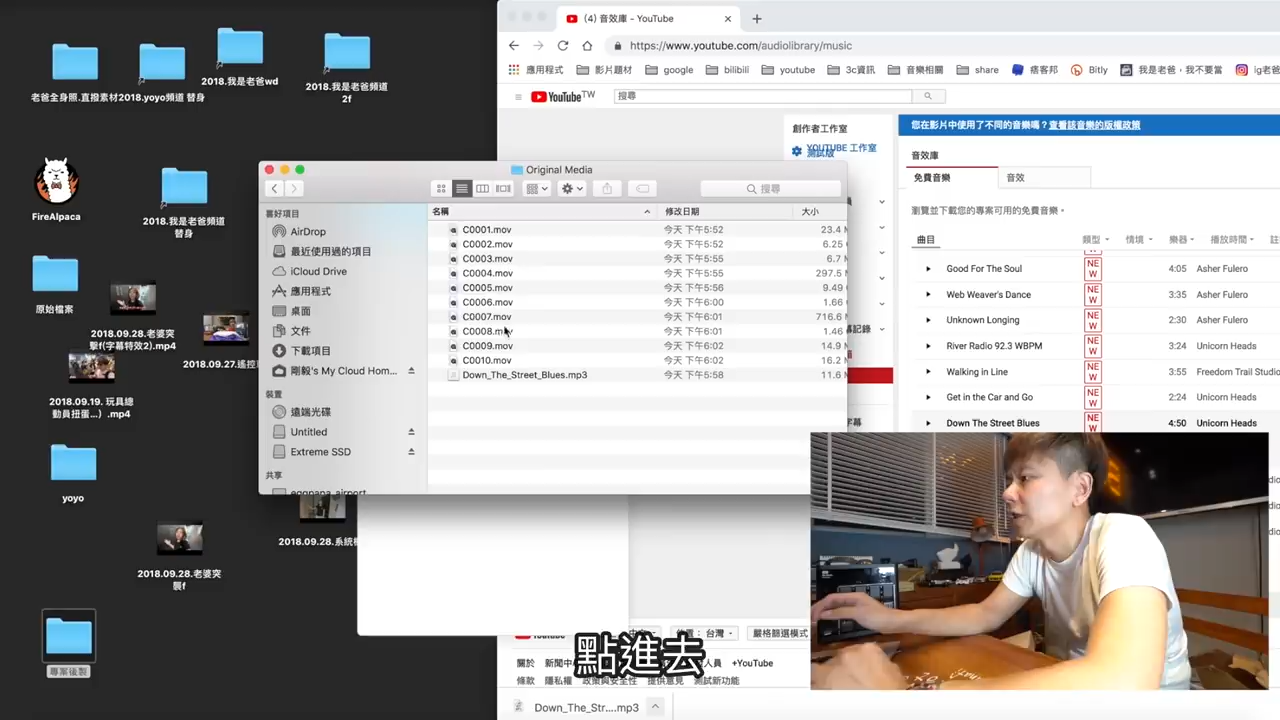 老爸全身照.直撥素材
2018.yoyo頻道 替身
2018.我是老爸wd
2018.我是老爸頻道
2f
FireAlpaca
2018.我是老爸頻道
替身
原始檔案
2018.09.28.老婆突
擊f(字幕特效2).mp4
2018.09.27.遙控
2018.09.19. 玩具總
動員扭蛋...）.mp4
yoyo
2018.09.28.系統
2018.09.28.老婆突
襲f
專案後製
Original Media
搜尋
喜好項目
AirDrop
最近使用過的項目
iCloud Drive
應用程式
桌面
文件
下載項目
剛毅's My Cloud Hom...
裝置
遠端光碟
Untitled
Extreme SSD
共享
eggnana_airport
名稱 修改日期 大小
C0001.mov 今天 下午5:52 23.4
C0002.mov 今天 下午5:52 6.25
C0003.mov 今天 下午5:55 6.7
C0004.mov 今天 下午5:55 297.5
C0005.mov 今天 下午5:56 9.49
C0006.mov 今天 下午6:00 1.66
C0007.mov 今天 下午6:01 716.6
C0008.mov 今天 下午6:01 1.46
C0009.mov 今天 下午6:02 14.9
C0010.mov 今天 下午6:02 16.2
Down_The_Street_Blues.mp3 今天 下午5:58 11.6
(4) 音效庫 - YouTube
https://www.youtube.com/audiolibrary/music
應用程式 影片題材 google bilibili youtube 3c資訊 音樂相關 share 痞客邦 Bitly 我是老爸，我不要當 ig老爸
YouTube TW
搜尋
創作者工作室
YOUTUBE 工作室
測試版
您在影片中使用了不同的音樂嗎？查看該音樂的版權政策
音效庫
免費音樂 音效
瀏覽並下載您的專案可用的免費音樂。
曲目 類型 情境 樂器 播放時間
Good For The Soul NEW 4:05 Asher Fulero
Web Weaver's Dance NEW 3:35 Asher Fulero
Unknown Longing NEW 2:30 Asher Fulero
River Radio 92.3 WBPM NEW 3:23 Unicorn Heads
Walking in Line NEW 3:55 Freedom Trail Studio
Get in the Car and Go NEW 2:24 Unicorn Heads
Down The Street Blues NEW 4:50 Unicorn Heads
位置：台灣 嚴格篩選模式
關於 新聞中 人員 +YouTube
條款 隱私權 政策與安全性 提供意見 測試新功能
點進去
Down_The_Str....mp3